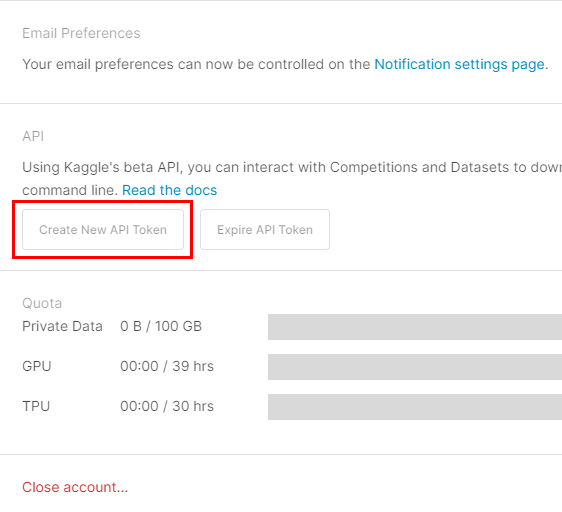 Email Preferences
Your email preferences can now be controlled on the Notification settings page.
API
Using Kaggle's beta API, you can interact with Competitions and Datasets to dow
command line. Read the docs
Create New API Token Expire API Token
Quota
Private Data 0 B / 100 GB
GPU 00:00 / 39 hrs
TPU 00:00 / 30 hrs
Close account...